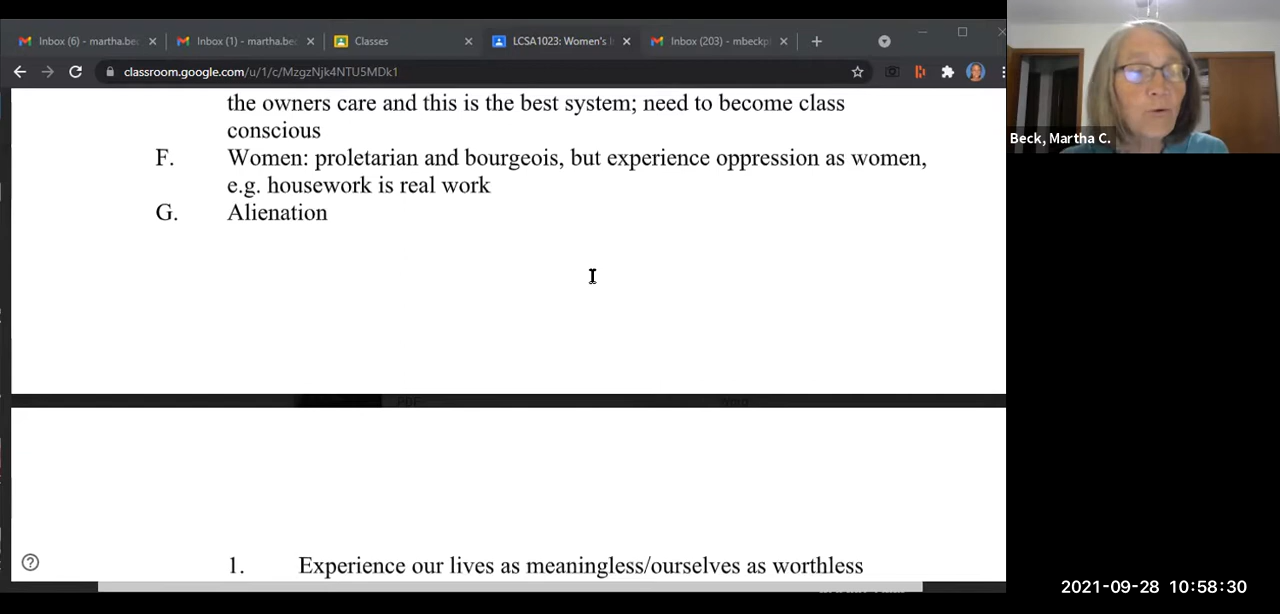 Inbox (6) - martha.bec
Inbox (1) - martha.be
Classes
LCSA1023: Women's I
Inbox (203) - mbeckp
classroom.google.com/u/1/c/MzgzNjk4NTU5MDk1
the owners care and this is the best system; need to become class
conscious
F. Women: proletarian and bourgeois, but experience oppression as women,
e.g. housework is real work
G. Alienation
1. Experience our lives as meaningless/ourselves as worthless
Beck, Martha C.
2021-09-28 10:58:30